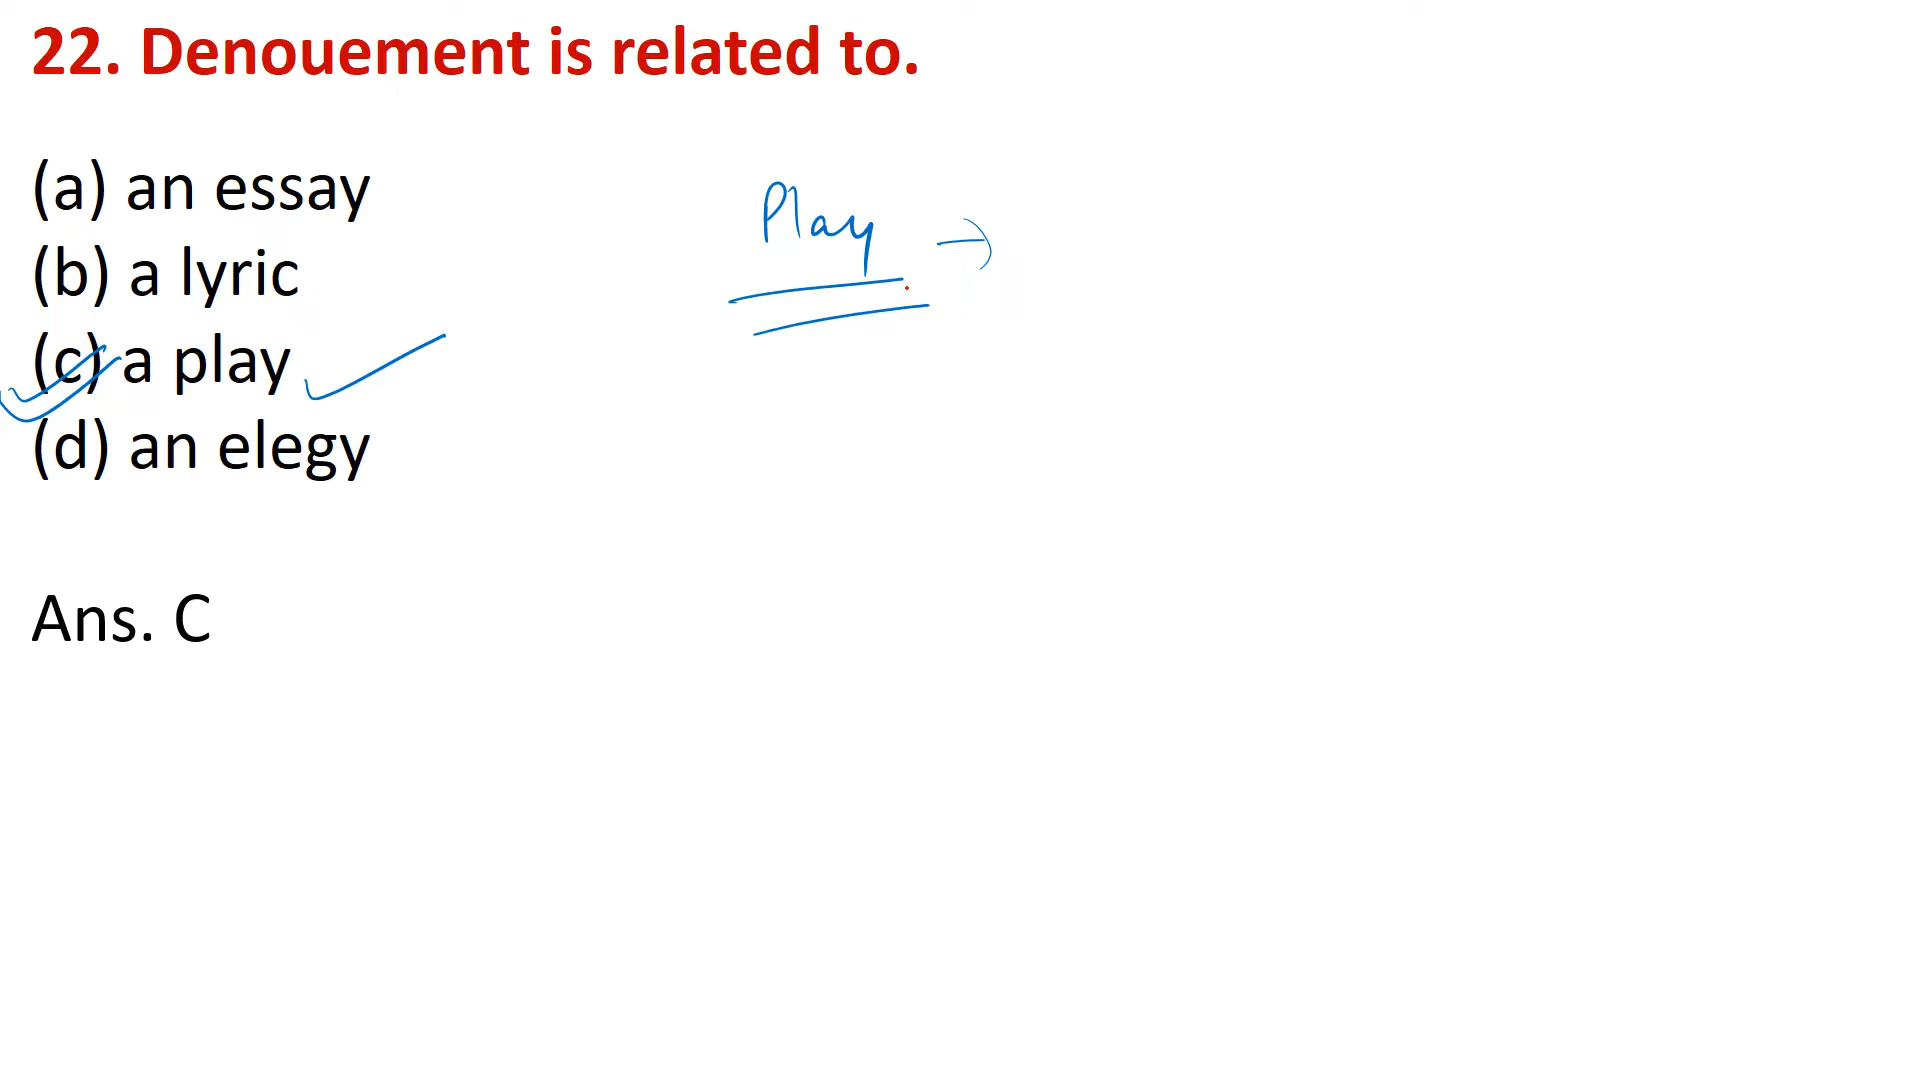 22. Denouement is related to.
(a) an essay
(b) a lyric
(c) a play
(d) an elegy
Ans. C
Play →